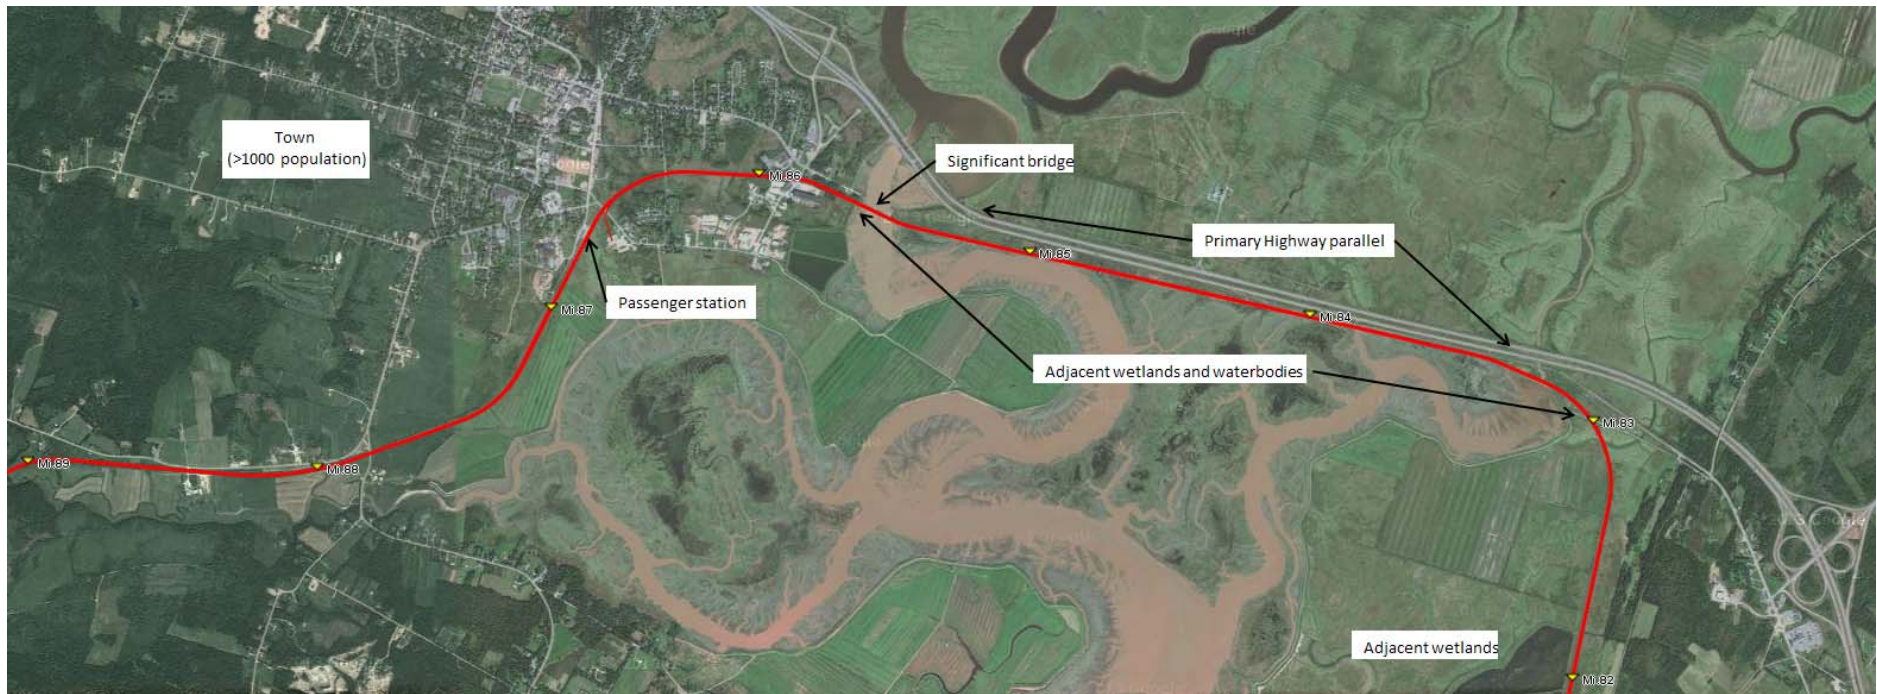 Town
(>1000 population)
Significant bridge
Mi.86
Primary Highway parallel
Mi.85
Passenger station
Mi.87
Mi.84
Adjacent wetlands and waterbodies
Mi.83
Mi.89
Mi.88
Adjacent wetlands
Mi.82